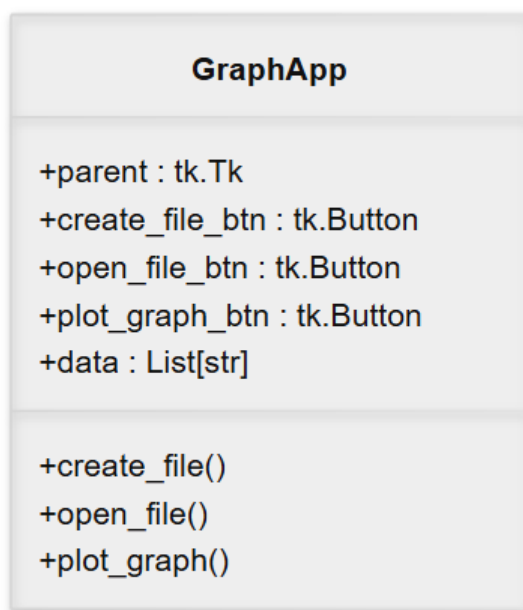 GraphApp
+parent : tk.Tk
+create_file_btn : tk.Button
+open_file_btn : tk.Button
+plot_graph_btn : tk.Button
+data : List[str]
+create_file()
+open_file()
+plot_graph()